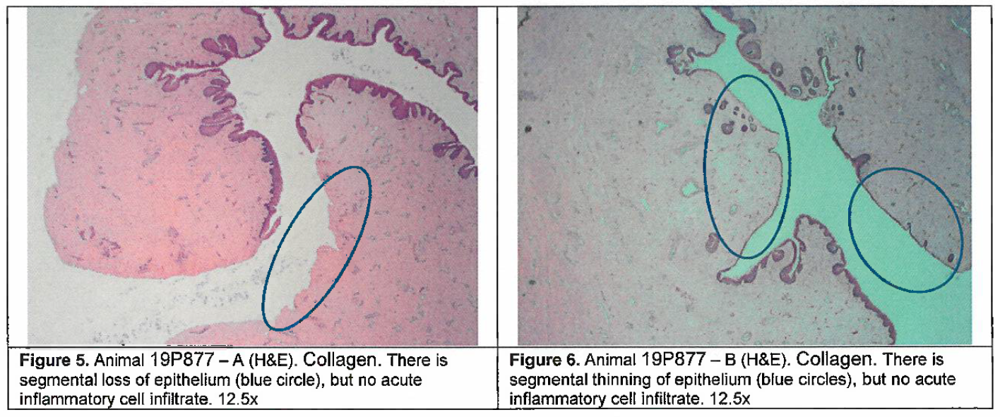 Figure 5. Animal 19P877 – A (H&E). Collagen. There is
segmental loss of epithelium (blue circle), but no acute
inflammatory cell infiltrate. 12.5x
Figure 6. Animal 19P877 – B (H&E). Collagen. There is
segmental thinning of epithelium (blue circles), but no acute
inflammatory cell infiltrate. 12.5x